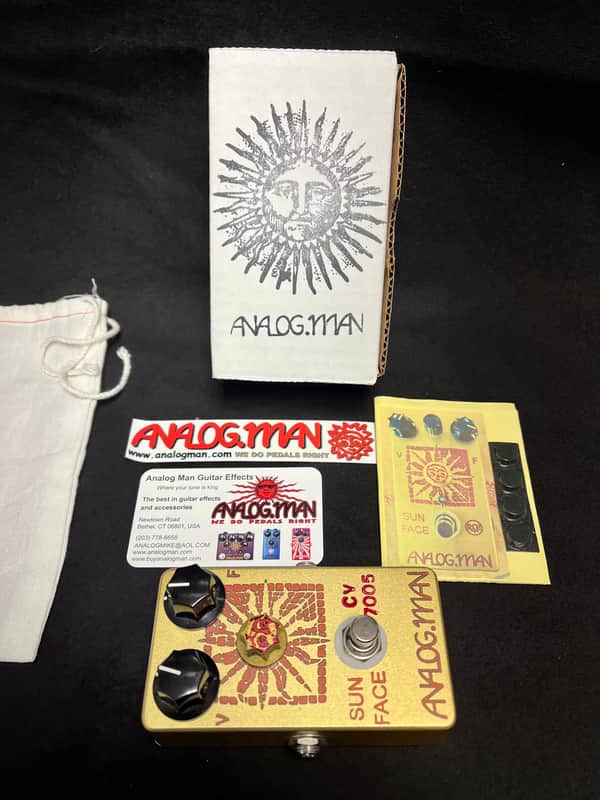 ANALOG.MAN
ANALOG.MAN
www.analogman.com WE DO PEDALS RIGHT
Analog Man Guitar Effects
Where your tone is king
The best in guitar effects
and accessories
Newtown Road
Bethel, CT 06801, USA
(203) 778-6658
ANALOGMIKE@AOL.COM
www.analogman.com
www.buyanalogman.com
ANALOG.MAN
WE DO PEDALS RIGHT
V F
SUN
FACE
ANALOG.MAN
F
V
SUN
FACE
CV
7005
ANALOG.MAN